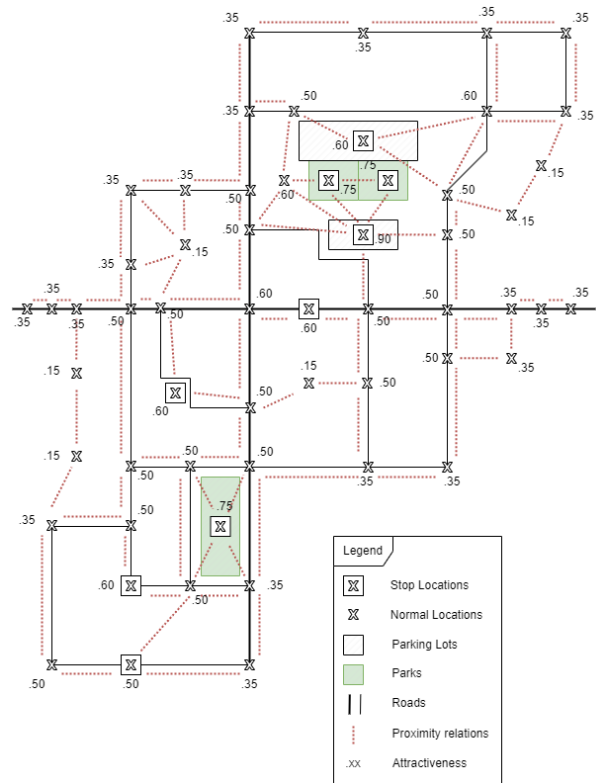 .35 .35 .35
.35
.35 .50 .60 .35
.60
.75
.15
.35 .35 .50 .60 .75 .50
.15
.50 .90 .50
.35 .15
.35 .60 .50 .35
.35 .35 .50 .50 .60 .50 .35
.15 .15 .50 .35
.60 .50 .50
.15 .50 .50 .50
.50 .35 .35
.35 .50 .75
.60 .50 .35
.50 .50 .35
Legend
Stop Locations
Normal Locations
Parking Lots
Parks
Roads
Proximity relations
.xx Attractiveness